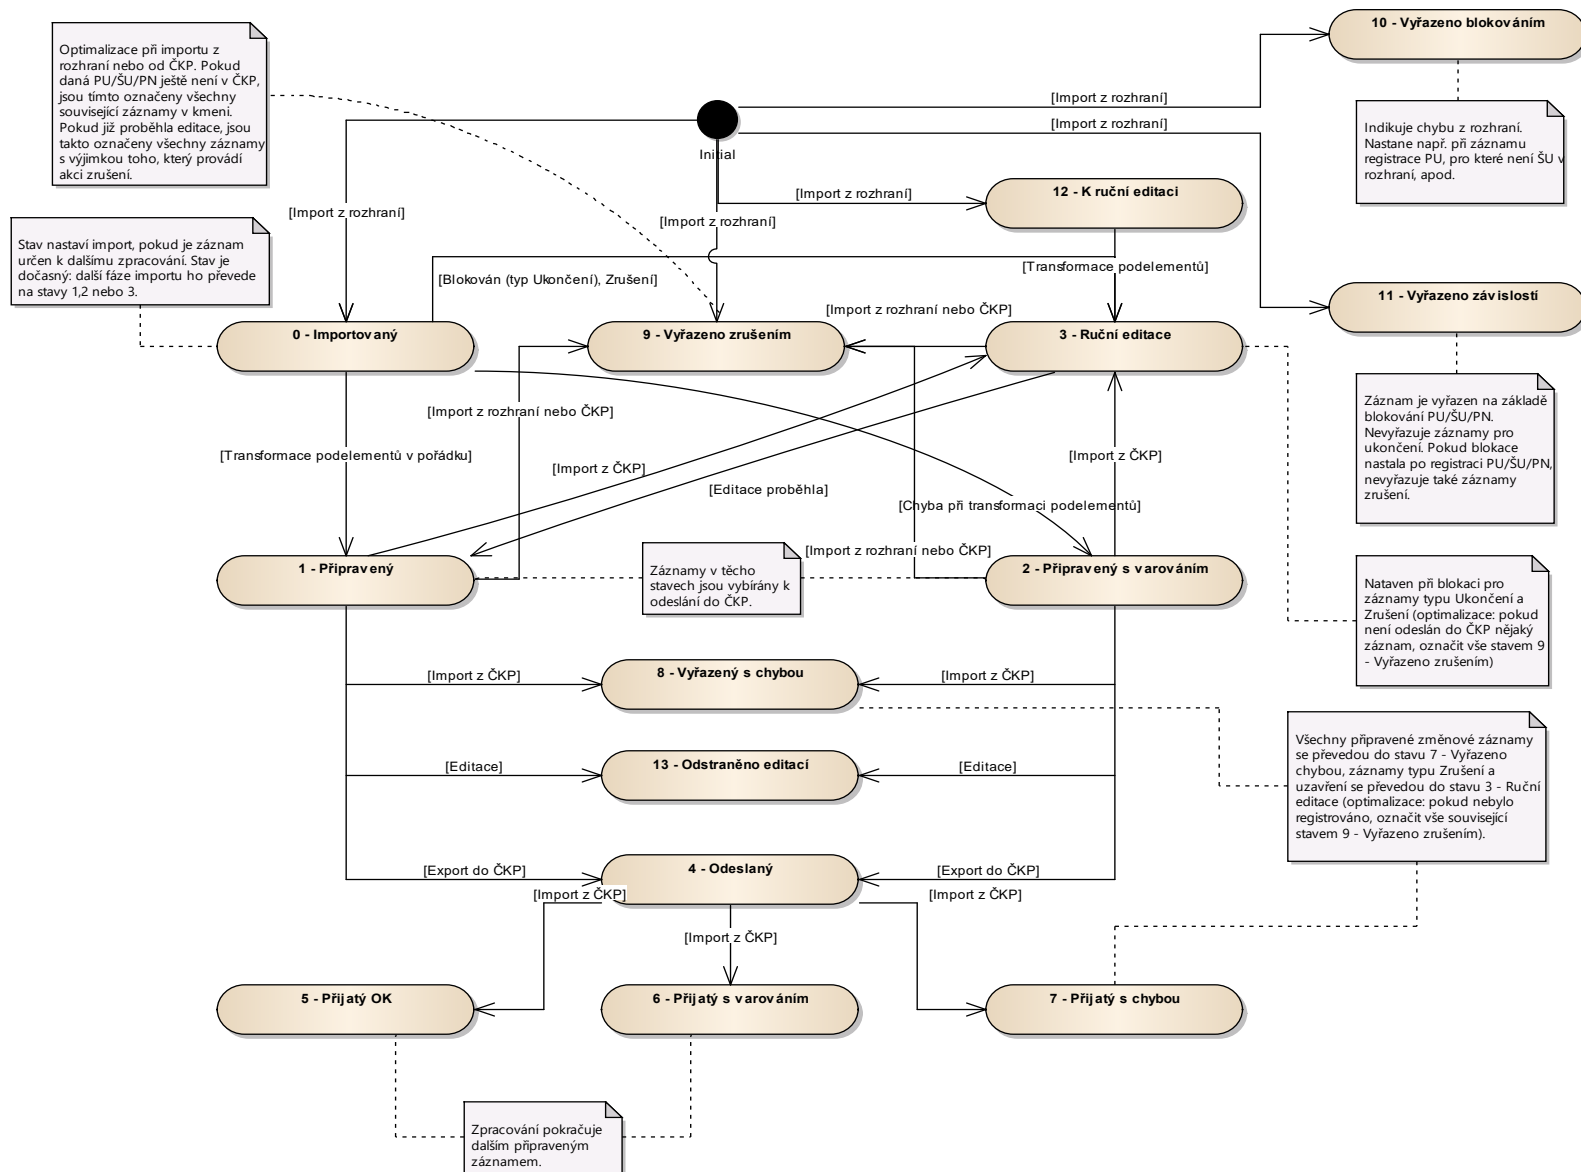 10 - Vyřazeno blokováním
Optimalizace při importu z
rozhraní nebo od ČKP. Pokud
daná PU/ŠU/PN ještě není v ČKP,
jsou tímto označeny všechny
související záznamy v kmeni.
Pokud již proběhla editace, jsou
takto označeny všechny záznamy
s výjimkou toho, který provádí
akci zrušení.
[Import z rozhraní]
[Import z rozhraní]
Initial
Indikuje chybu z rozhraní.
Nastane např. při záznamu
registrace PU, pro které není ŠU v
rozhraní, apod.
12 - K ruční editaci
[Import z rozhraní]
[Import z rozhraní]
[Import z rozhraní]
Stav nastaví import, pokud je záznam
určen k dalšímu zpracování. Stav je
dočasný: další fáze importu ho převede
na stavy 1,2 nebo 3.
[Blokován (typ Ukončení), Zrušení]
[Transformace podelementů]
11 - Vyřazeno závislostí
[Import z rozhraní nebo ČKP]
0 - Importovaný
9 - Vyřazeno zrušením
3 - Ruční editace
Záznam je vyřazen na základě
blokování PU/ŠU/PN.
Nevyřazuje záznamy pro
ukončení. Pokud blokace
nastala po registraci PU/ŠU/PN,
nevyřazuje také záznamy
zrušení.
[Import z rozhraní nebo ČKP]
[Transformace podelementů v pořádku]
[Import z ČKP]
[Import z ČKP]
[Editace proběhla]
[Chyba při transformaci podelementů]
[Import z rozhraní nebo ČKP]
1 - Připravený
Záznamy v těcho
stavech jsou vybírány k
odeslání do ČKP.
2 - Připravený s varováním
Nataven při blokaci pro
záznamy typu Ukončení a
Zrušení (optimalizace: pokud
není odeslán do ČKP nějaký
záznam, označit vše stavem 9
- Vyřazeno zrušením)
8 - Vyřazený s chybou
[Import z ČKP]
[Import z ČKP]
Všechny připravené změnové záznamy
se převedou do stavu 7 - Vyřazeno
chybou, záznamy typu Zrušení a
uzavření se převedou do stavu 3 - Ruční
editace (optimalizace: pokud nebylo
registrováno, označit vše související
stavem 9 - Vyřazeno zrušením).
13 - Odstraněno editací
[Editace]
[Editace]
4 - Odeslaný
[Export do ČKP]
[Export do ČKP]
[Import z ČKP]
[Import z ČKP]
[Import z ČKP]
5 - Přijatý OK
6 - Přijatý s varováním
7 - Přijatý s chybou
Zpracování pokračuje
dalším připraveným
záznamem.